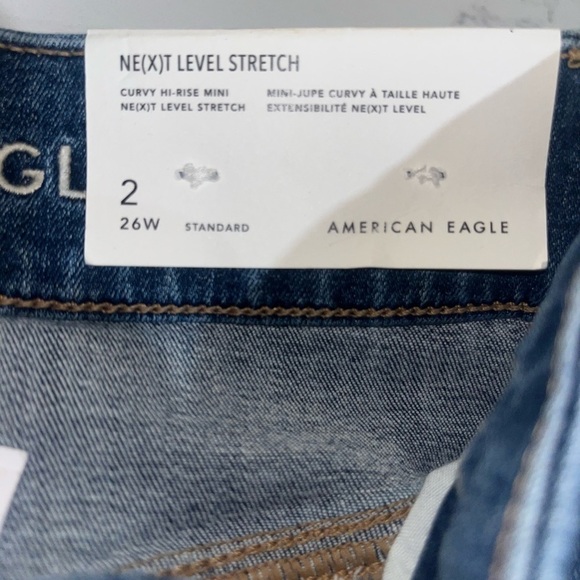 NE(X)T LEVEL STRETCH
CURVY HI-RISE MINI
NE(X)T LEVEL STRETCH
MINI-JUPE CURVY À TAILLE HAUTE
EXTENSIBILITÉ NE(X)T LEVEL
GL
2
26W STANDARD
AMERICAN EAGLE